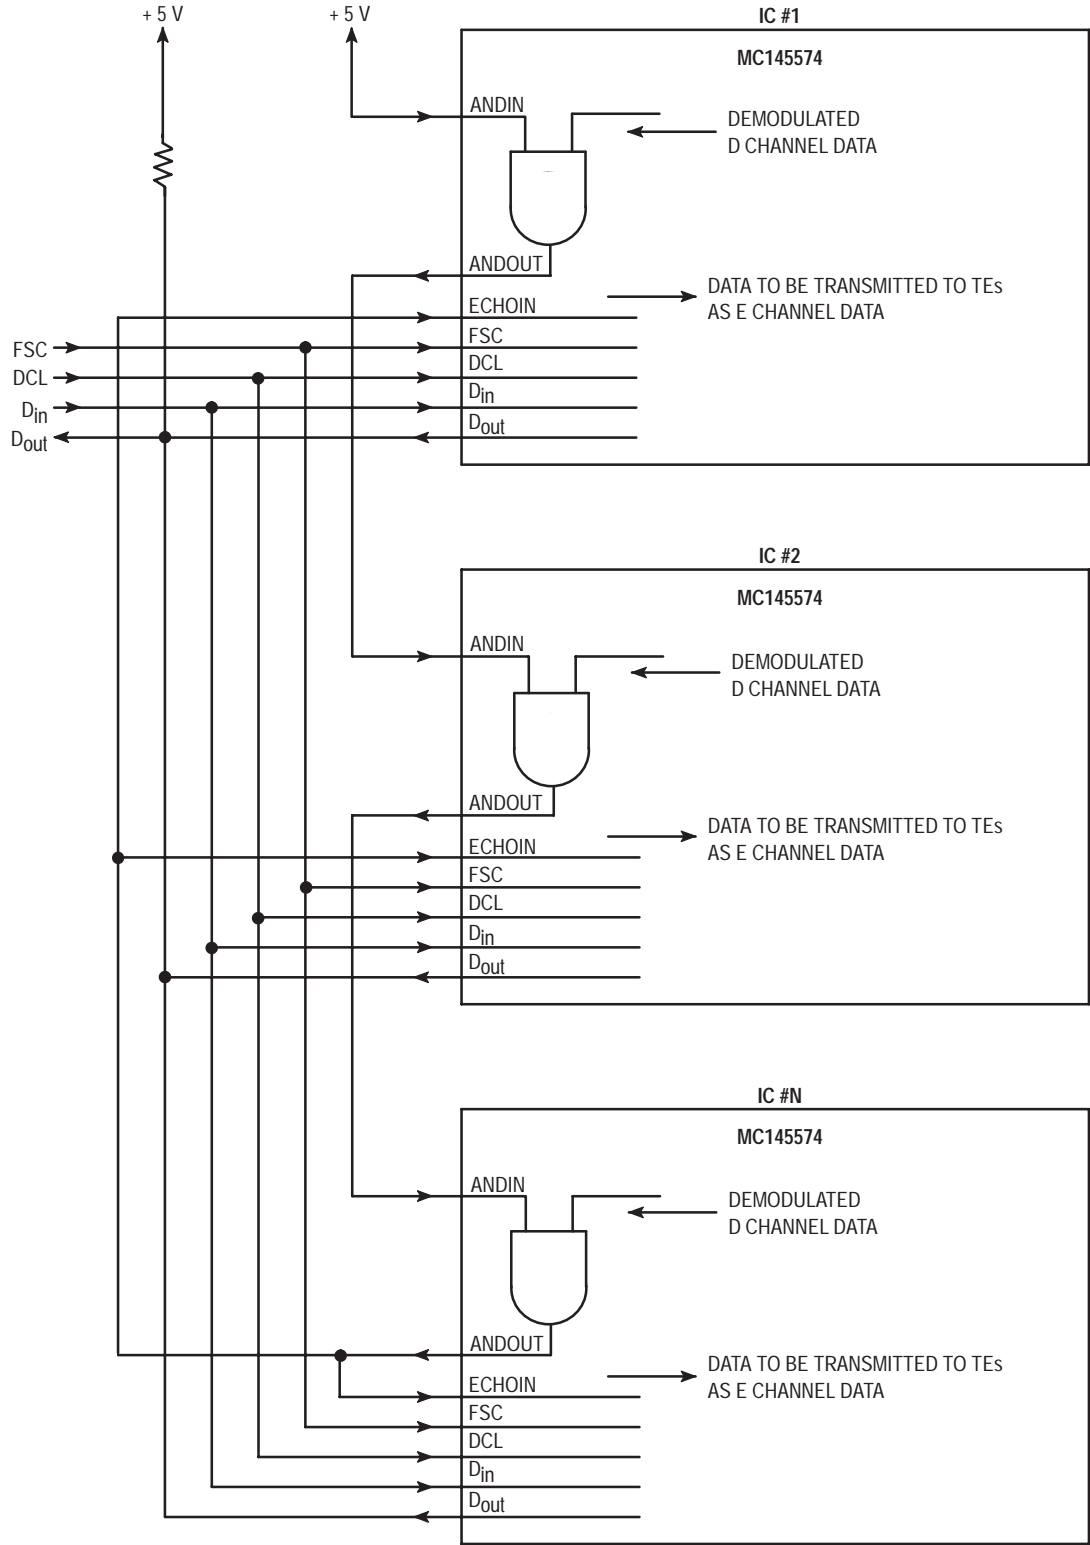 + 5 V
+ 5 V
IC #1
MC145574
ANDIN
DEMODULATED
D CHANNEL DATA
ANDOUT
DATA TO BE TRANSMITTED TO TEs
AS E CHANNEL DATA
ECHOIN
FSC
FSC
DCL
DCL
Din
Din
Dout
Dout
IC #2
MC145574
ANDIN
DEMODULATED
D CHANNEL DATA
ANDOUT
DATA TO BE TRANSMITTED TO TEs
AS E CHANNEL DATA
ECHOIN
FSC
DCL
Din
Dout
IC #N
MC145574
ANDIN
DEMODULATED
D CHANNEL DATA
ANDOUT
DATA TO BE TRANSMITTED TO TEs
AS E CHANNEL DATA
ECHOIN
FSC
DCL
Din
Dout